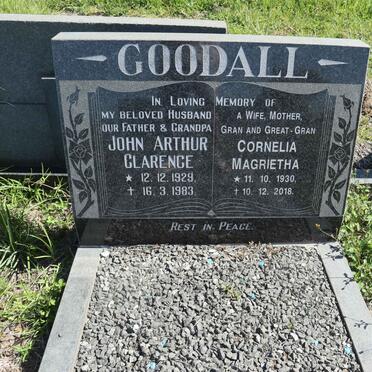 GOODALL
IN LOVING MEMORY OF
MY BELOVED HUSBAND
OUR FATHER & GRANDPA
JOHN ARTHUR
CLARENCE
* 12.12.1929.
† 16.3.1983.
A WIFE, MOTHER,
GRAN AND GREAT-GRAN
CORNELIA
MAGRIETHA
* 11.10.1930.
† 10.12.2018.
REST IN PEACE.